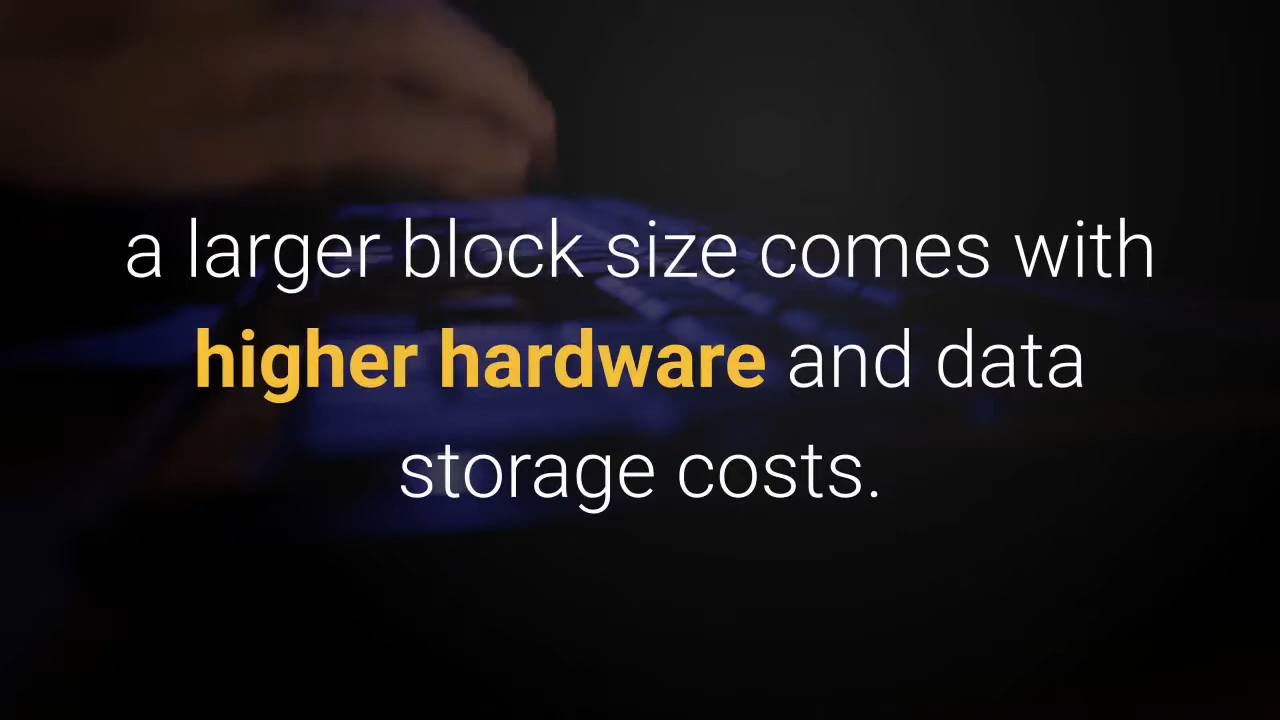 a larger block size comes with
higher hardware and data
storage costs.